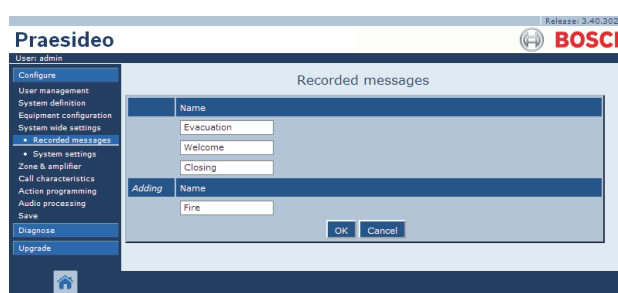 Release: 3.40.302
Praesideo
BOSCH
User: admin
Configure
User management
System definition
Equipment configuration
System wide settings
• Recorded messages
• System settings
Zone & amplifier
Call characteristics
Action programming
Audio processing
Save
Diagnose
Upgrade
Recorded messages
Name
Evacuation
Welcome
Closing
Adding Name
Fire
OK Cancel